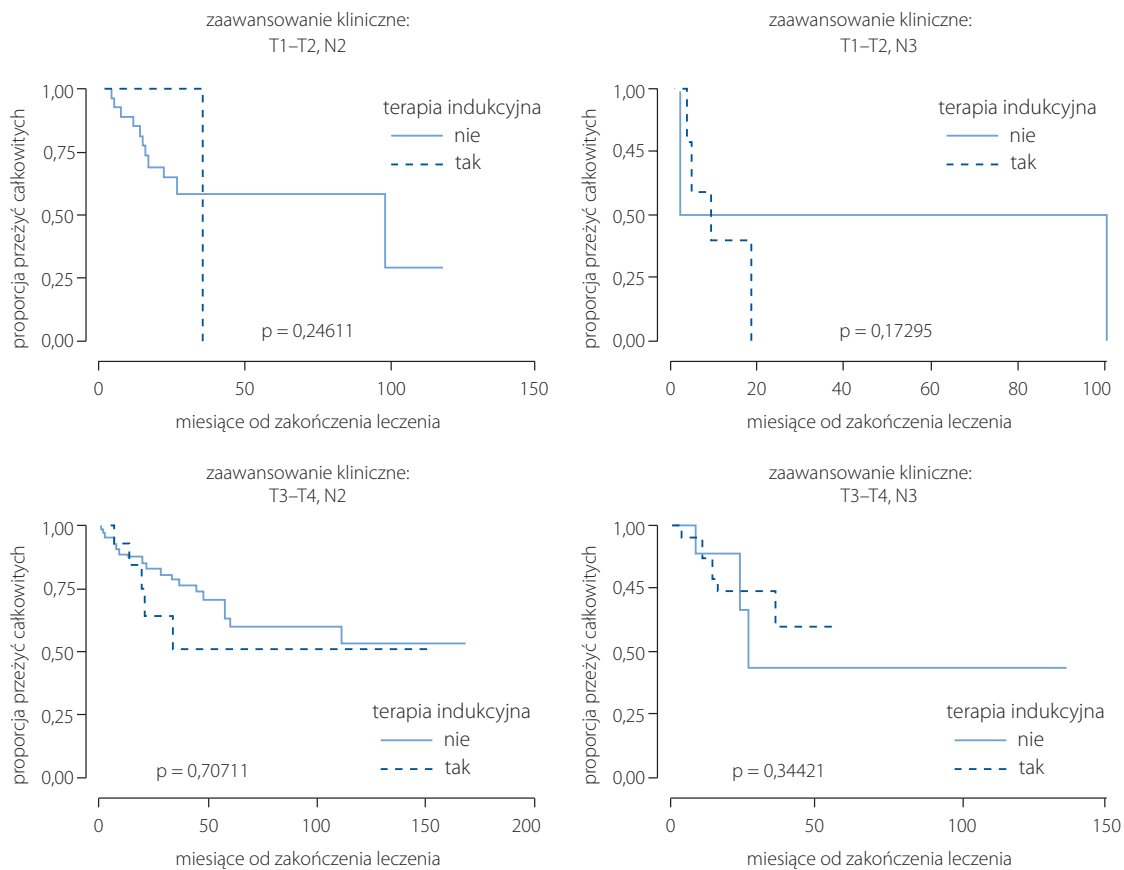 zaawansowanie kliniczne:
T1–T2, N2
proporcja przeżyć całkowitych
1,00
0,75
0,50
0,25
0,00
terapia indukcyjna
nie
tak
p = 0,24611
0 50 100 150
miesiące od zakończenia leczenia
zaawansowanie kliniczne:
T1–T2, N3
proporcja przeżyć całkowitych
1,00
0,45
0,50
0,25
0,00
terapia indukcyjna
nie
tak
p = 0,17295
0 20 40 60 80 100
miesiące od zakończenia leczenia
zaawansowanie kliniczne:
T3–T4, N2
proporcja przeżyć całkowitych
1,00
0,75
0,50
0,25
0,00
terapia indukcyjna
nie
tak
p = 0,70711
0 50 100 150 200
miesiące od zakończenia leczenia
zaawansowanie kliniczne:
T3–T4, N3
proporcja przeżyć całkowitych
1,00
0,45
0,50
0,25
0,00
terapia indukcyjna
nie
tak
p = 0,34421
0 50 100 150
miesiące od zakończenia leczenia